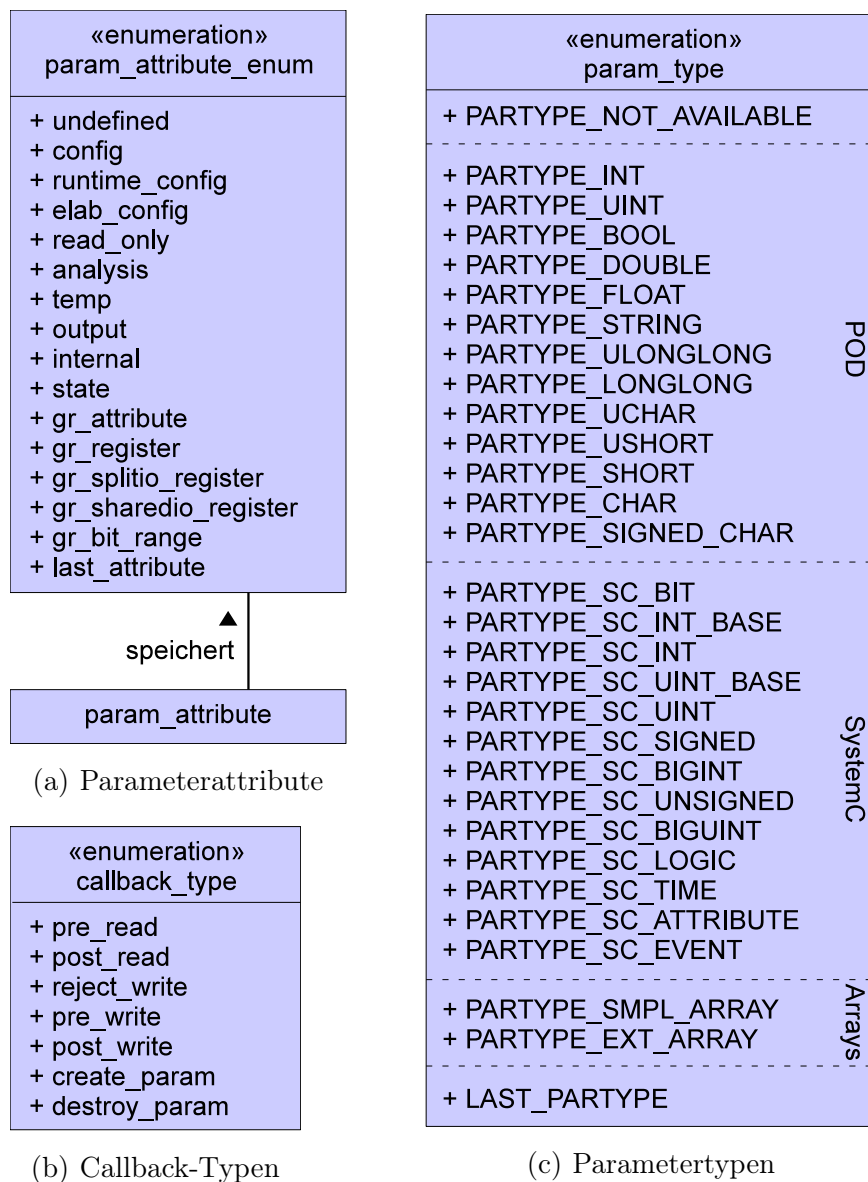 «enumeration»
param_attribute_enum
+ undefined
+ config
+ runtime_config
+ elab_config
+ read_only
+ analysis
+ temp
+ output
+ internal
+ state
+ gr_attribute
+ gr_register
+ gr_splitio_register
+ gr_sharedio_register
+ gr_bit_range
+ last_attribute
speichert
param_attribute
(a) Parameterattribute
«enumeration»
callback_type
+ pre_read
+ post_read
+ reject_write
+ pre_write
+ post_write
+ create_param
+ destroy_param
(b) Callback-Typen
«enumeration»
param_type
+ PARTYPE_NOT_AVAILABLE
+ PARTYPE_INT
+ PARTYPE_UINT
+ PARTYPE_BOOL
+ PARTYPE_DOUBLE
+ PARTYPE_FLOAT
+ PARTYPE_STRING
+ PARTYPE_ULONGLONG
+ PARTYPE_LONGLONG
+ PARTYPE_UCHAR
+ PARTYPE_USHORT
+ PARTYPE_SHORT
+ PARTYPE_CHAR
+ PARTYPE_SIGNED_CHAR
POD
+ PARTYPE_SC_BIT
+ PARTYPE_SC_INT_BASE
+ PARTYPE_SC_INT
+ PARTYPE_SC_UINT_BASE
+ PARTYPE_SC_UINT
+ PARTYPE_SC_SIGNED
+ PARTYPE_SC_BIGINT
+ PARTYPE_SC_UNSIGNED
+ PARTYPE_SC_BIGUINT
+ PARTYPE_SC_LOGIC
+ PARTYPE_SC_TIME
+ PARTYPE_SC_ATTRIBUTE
+ PARTYPE_SC_EVENT
SystemC
+ PARTYPE_SMPL_ARRAY
+ PARTYPE_EXT_ARRAY
Arrays
+ LAST_PARTYPE
(c) Parametertypen